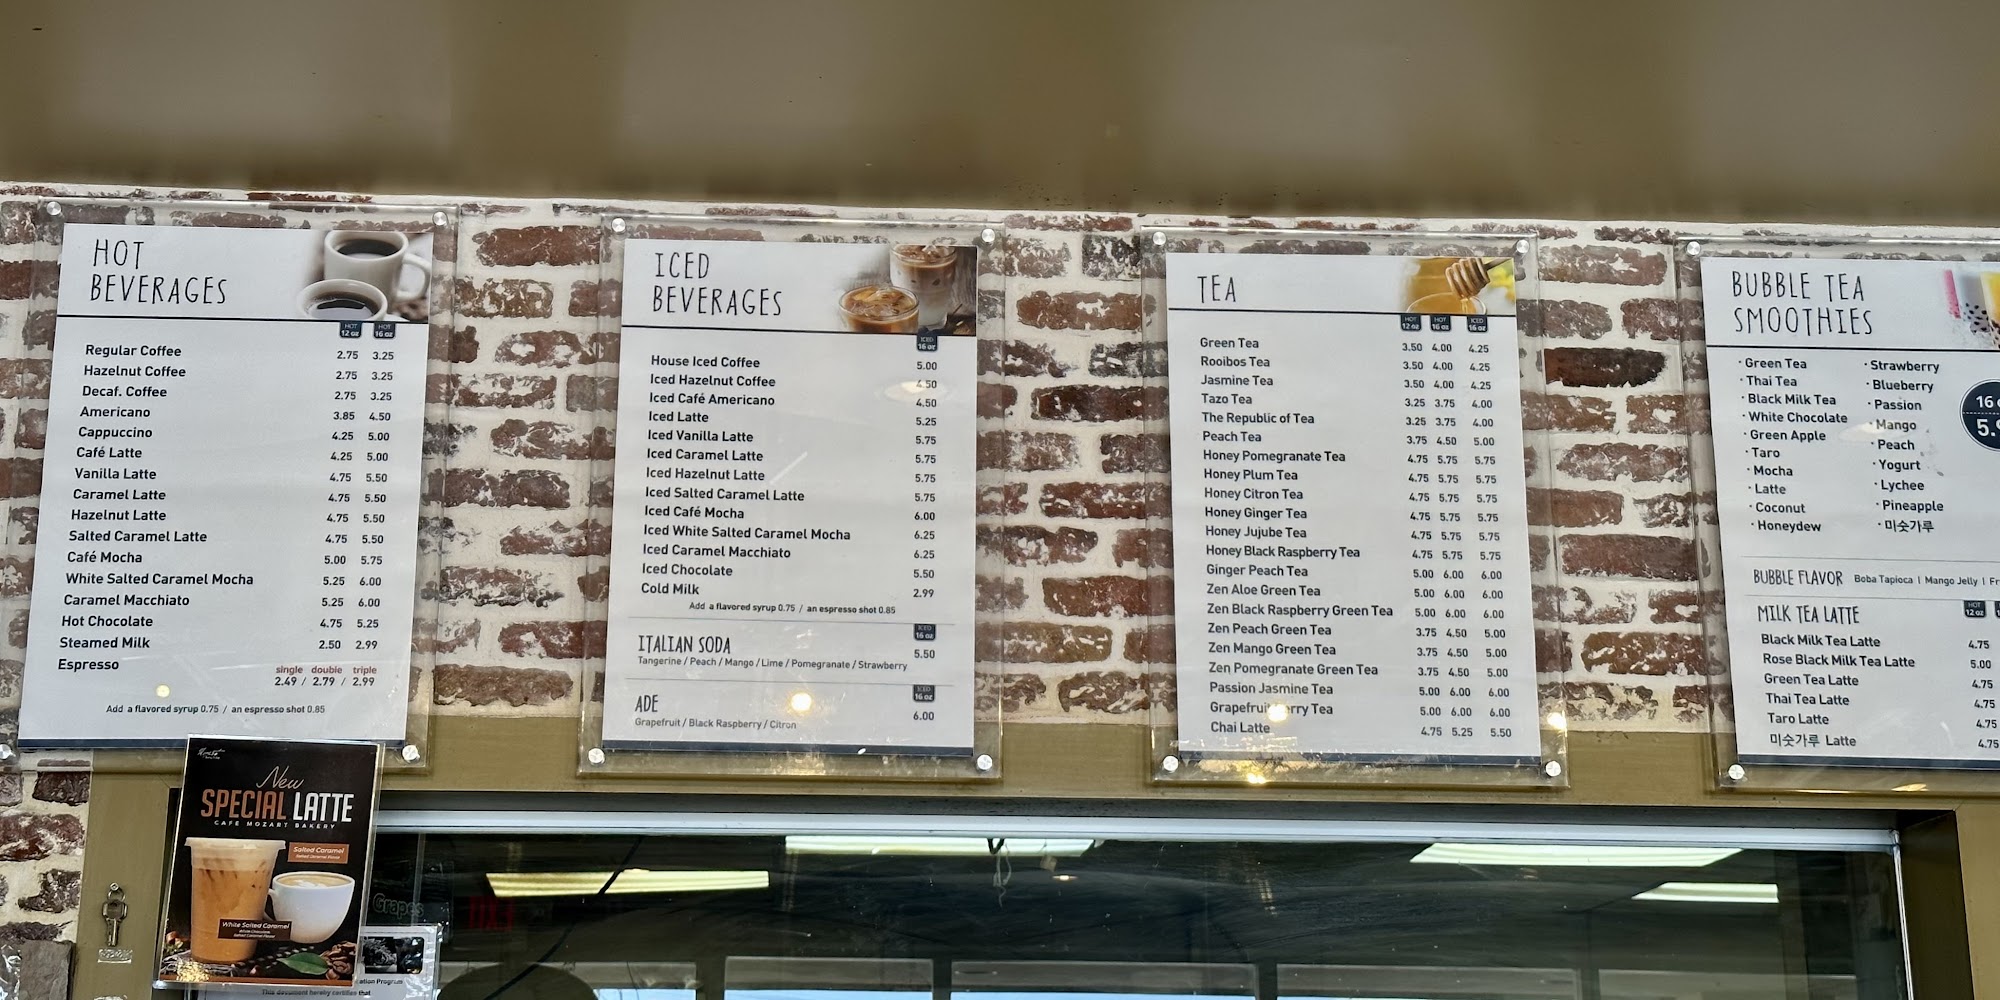 HOT
BEVERAGES
HOT 12 oz HOT 16 oz
Regular Coffee 2.75 3.25
Hazelnut Coffee 2.75 3.25
Decaf. Coffee 2.75 3.25
Americano 3.85 4.50
Cappuccino 4.25 5.00
Café Latte 4.25 5.00
Vanilla Latte 4.75 5.50
Caramel Latte 4.75 5.50
Hazelnut Latte 4.75 5.50
Salted Caramel Latte 4.75 5.50
Café Mocha 5.00 5.75
White Salted Caramel Mocha 5.25 6.00
Caramel Macchiato 5.25 6.00
Hot Chocolate 4.75 5.25
Steamed Milk 2.50 2.99
Espresso single double triple
2.49 / 2.79 / 2.99
Add a flavored syrup 0.75 / an espresso shot 0.85
ICED
BEVERAGES
ICED 16 oz
House Iced Coffee 5.00
Iced Hazelnut Coffee 4.50
Iced Café Americano 4.50
Iced Latte 5.25
Iced Vanilla Latte 5.75
Iced Caramel Latte 5.75
Iced Hazelnut Latte 5.75
Iced Salted Caramel Latte 5.75
Iced Café Mocha 6.00
Iced White Salted Caramel Mocha 6.25
Iced Caramel Macchiato 6.25
Iced Chocolate 5.50
Cold Milk 2.99
Add a flavored syrup 0.75 / an espresso shot 0.85
ITALIAN SODA ICED 16 oz
5.50
Tangerine / Peach / Mango / Lime / Pomegranate / Strawberry
ADE ICED 16 oz
6.00
Grapefruit / Black Raspberry / Citron
TEA
HOT 12 oz HOT 16 oz ICED 16 oz
Green Tea 3.50 4.00 4.25
Rooibos Tea 3.50 4.00 4.25
Jasmine Tea 3.50 4.00 4.25
Tazo Tea 3.25 3.75 4.00
The Republic of Tea 3.25 3.75 4.00
Peach Tea 3.75 4.50 5.00
Honey Pomegranate Tea 4.75 5.75 5.75
Honey Plum Tea 4.75 5.75 5.75
Honey Citron Tea 4.75 5.75 5.75
Honey Ginger Tea 4.75 5.75 5.75
Honey Jujube Tea 4.75 5.75 5.75
Honey Black Raspberry Tea 4.75 5.75 5.75
Ginger Peach Tea 5.00 6.00 6.00
Zen Aloe Green Tea 5.00 6.00 6.00
Zen Black Raspberry Green Tea 5.00 6.00 6.00
Zen Peach Green Tea 3.75 4.50 5.00
Zen Mango Green Tea 3.75 4.50 5.00
Zen Pomegranate Green Tea 3.75 4.50 5.00
Passion Jasmine Tea 5.00 6.00 6.00
Grapefruit erry Tea 5.00 6.00 6.00
Chai Latte 4.75 5.25 5.50
BUBBLE TEA
SMOOTHIES
· Green Tea
· Thai Tea
· Black Milk Tea
· White Chocolate
· Green Apple
· Taro
· Mocha
· Latte
· Coconut
· Honeydew
· Strawberry
· Blueberry
· Passion
· Mango
· Peach
· Yogurt
· Lychee
· Pineapple
· 미숫가루
16
5.
BUBBLE FLAVOR Boba Tapioca | Mango Jelly | Fr
MILK TEA LATTE HOT 12 oz
Black Milk Tea Latte 4.75
Rose Black Milk Tea Latte 5.00
Green Tea Latte 4.75
Thai Tea Latte 4.75
Taro Latte 4.75
미숫가루 Latte 4.75
New
SPECIAL LATTE
CAFE MOZART BAKERY
Salted Caramel
White Salted Caramel
Grapes
EXIT
ation Program
This document hereby certifies that